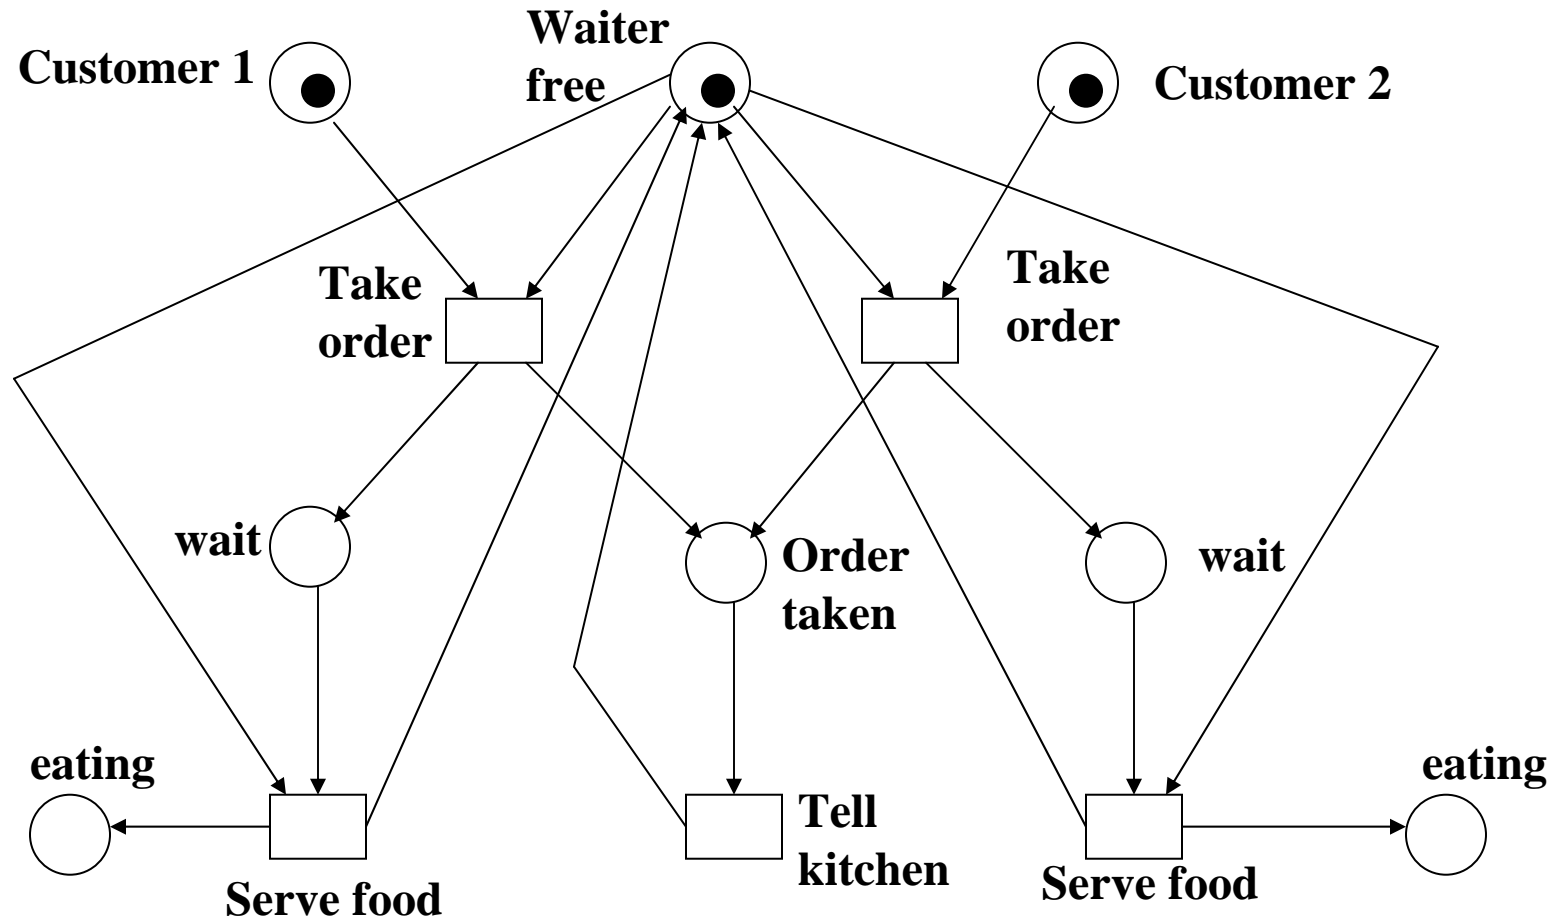 Customer 1
Waiter
free
Customer 2
Take
order
Take
order
wait
Order
taken
wait
eating
Serve food
Tell
kitchen
eating
Serve food